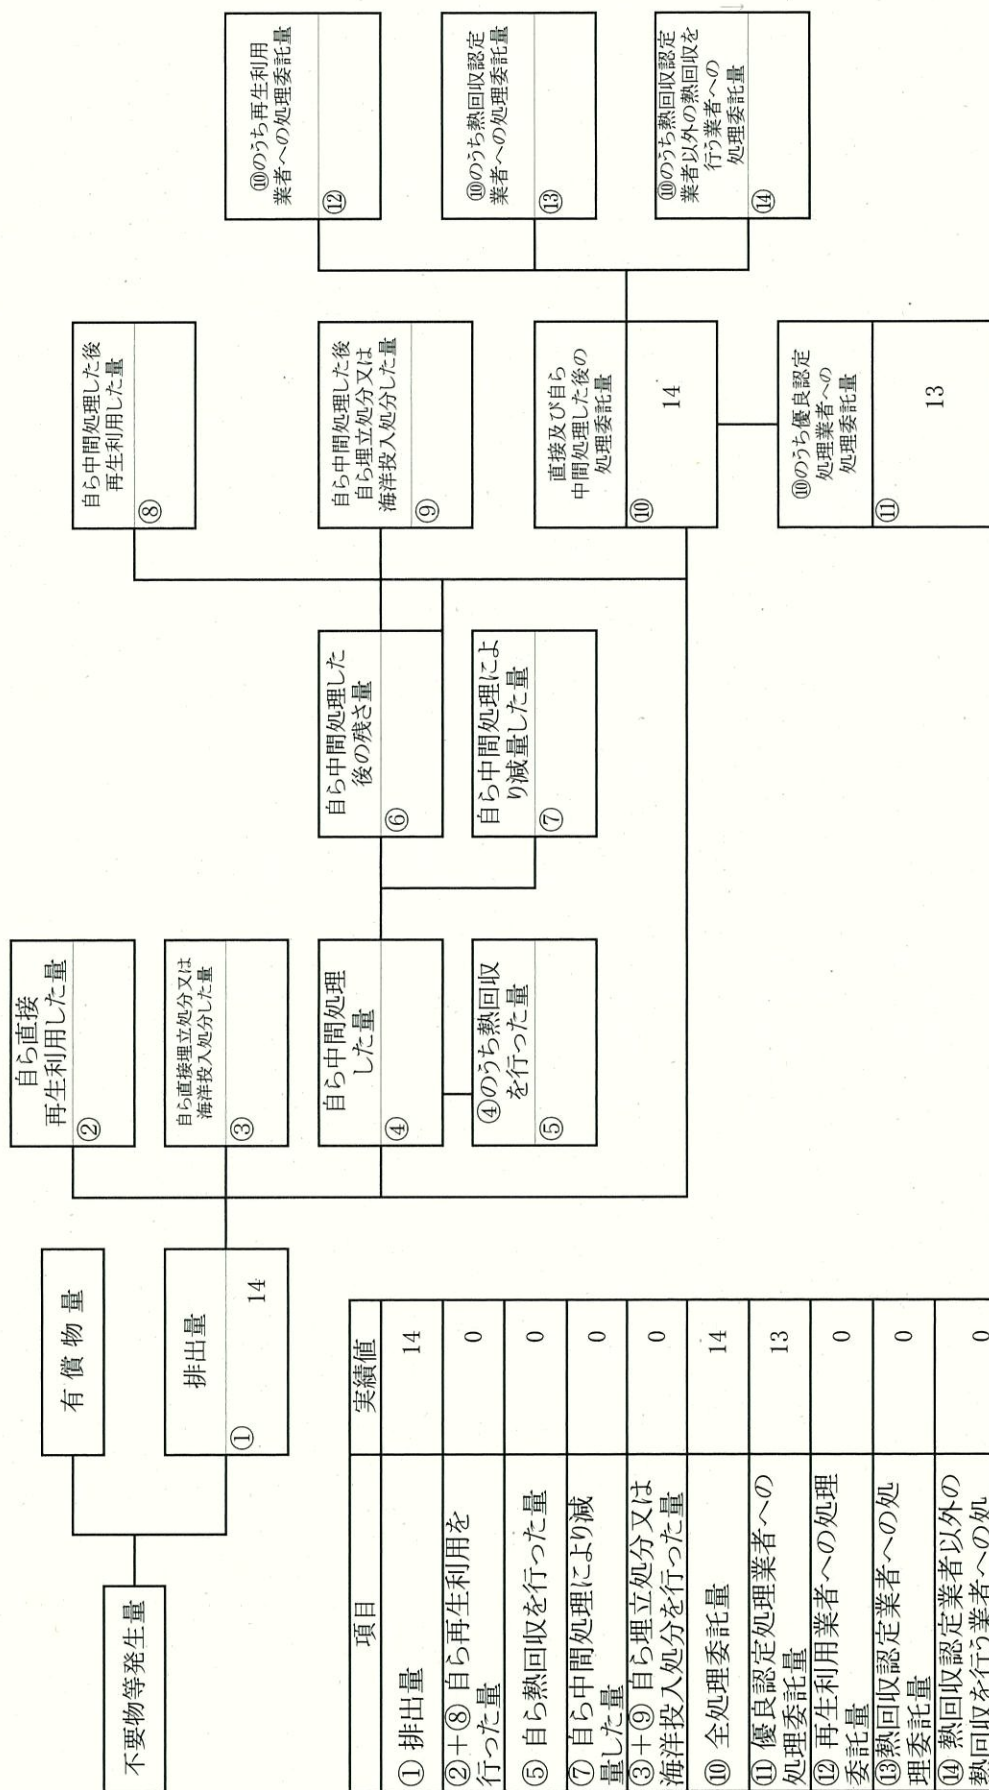 不要物等発生量
有償物量
排出量
①
14
自ら直接
再生利用した量
②
自ら直接埋立処分又は
海洋投入処分した量
③
自ら中間処理
した量
④
④のうち熱回収
を行った量
⑤
自ら中間処理した
後の残さ量
⑥
自ら中間処理によ
り減量した量
⑦
自ら中間処理した後
再生利用した量
⑧
自ら中間処理した後
自ら埋立処分又は
海洋投入処分した量
⑨
直接及び自ら
中間処理した後の
処理委託量
⑩
14
⑩のうち優良認定
処理業者への
処理委託量
⑪
13
⑩のうち再生利用
業者への処理委託量
⑫
⑩のうち熱回収認定
業者への処理委託量
⑬
⑩のうち熱回収認定
業者以外の熱回収を
行う業者への
処理委託量
⑭
項目 実績値
① 排出量 14
②+⑧ 自ら再生利用を
行った量 0
⑤ 自ら熱回収を行った量 0
⑦ 自ら中間処理により減
量した量 0
③+⑨ 自ら埋立処分又は
海洋投入処分を行った量 0
⑩ 全処理委託量 14
⑪ 優良認定処理業者への
処理委託量 13
⑫ 再生利用業者への処理
委託量 0
⑬熱回収認定業者への処
理委託量 0
⑭ 熱回収認定業者以外の
熱回収を行う業者への処 0